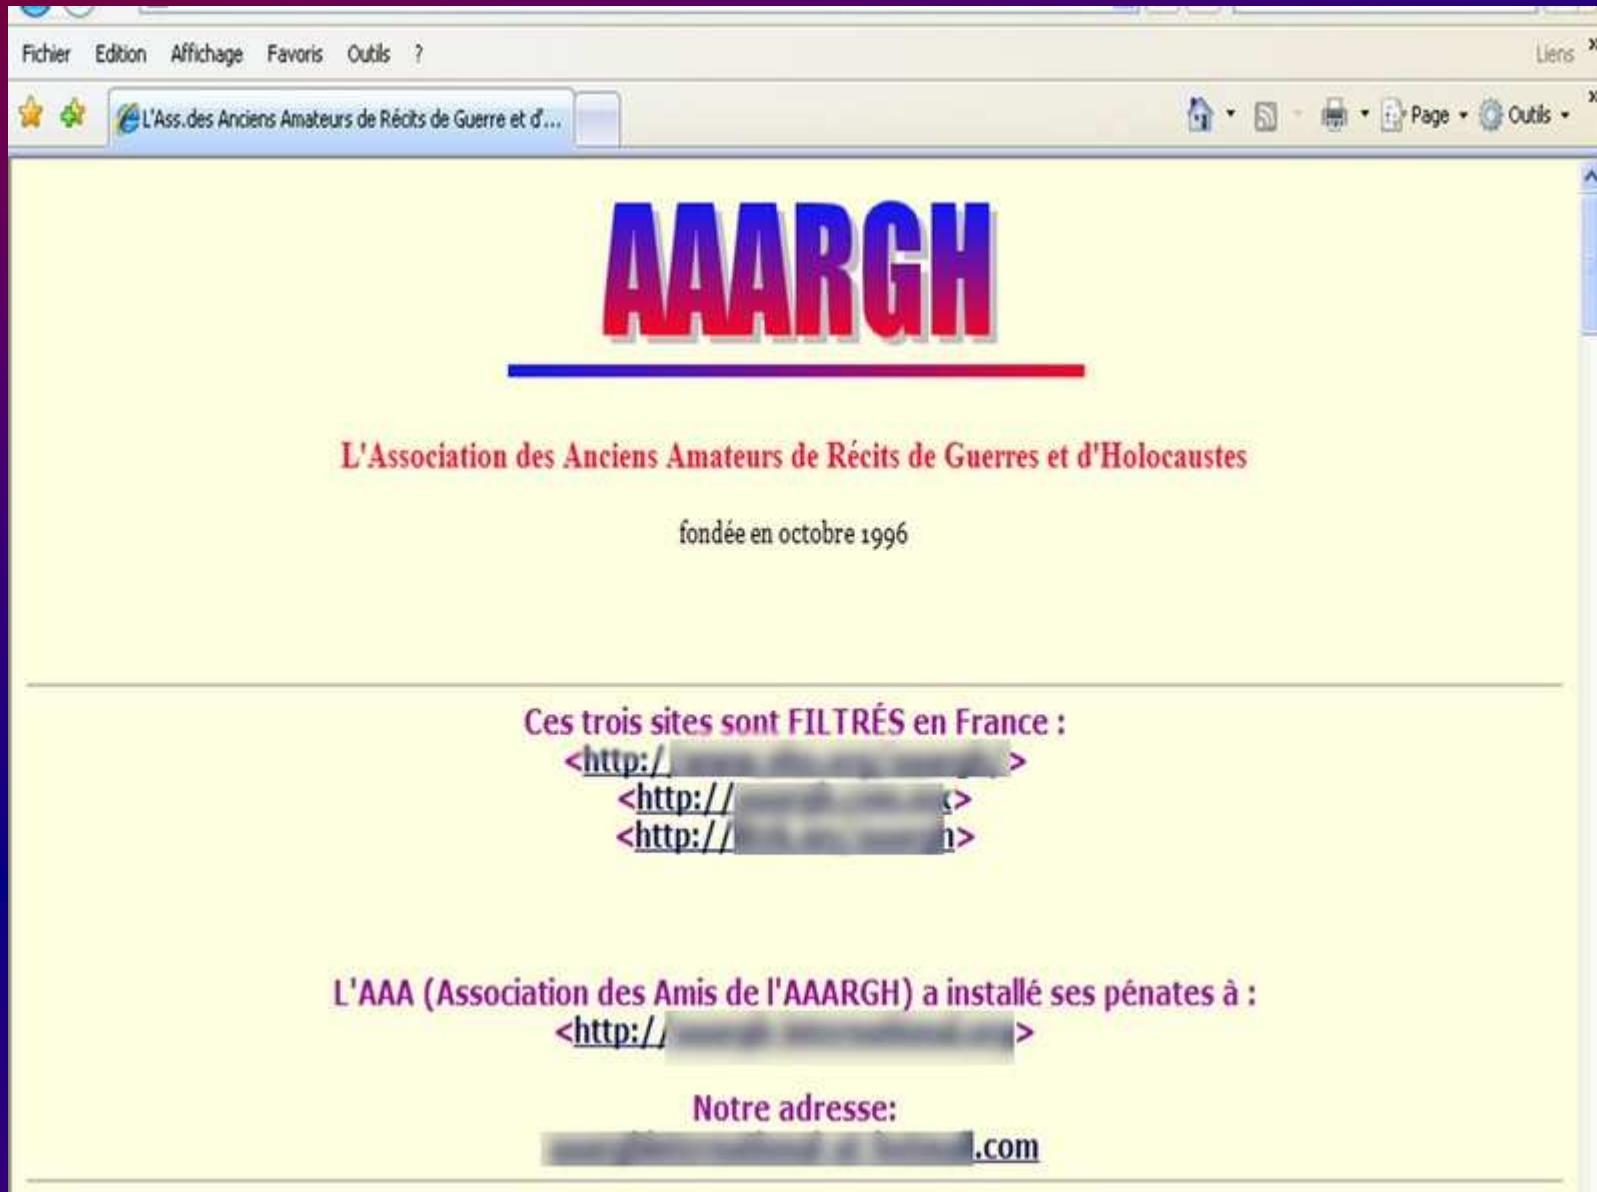 Fichier Edition Affichage Favoris Outils ? Liens »
L'Ass.des Anciens Amateurs de Récits de Guerre et d'... Page Outils »
AAARGH
L'Association des Anciens Amateurs de Récits de Guerres et d'Holocaustes
fondée en octobre 1996
Ces trois sites sont FILTRÉS en France :
<http:/ >
<http:// >
<http:// >
L'AAA (Association des Amis de l'AAARGH) a installé ses pénates à :
<http:// >
Notre adresse:
.com